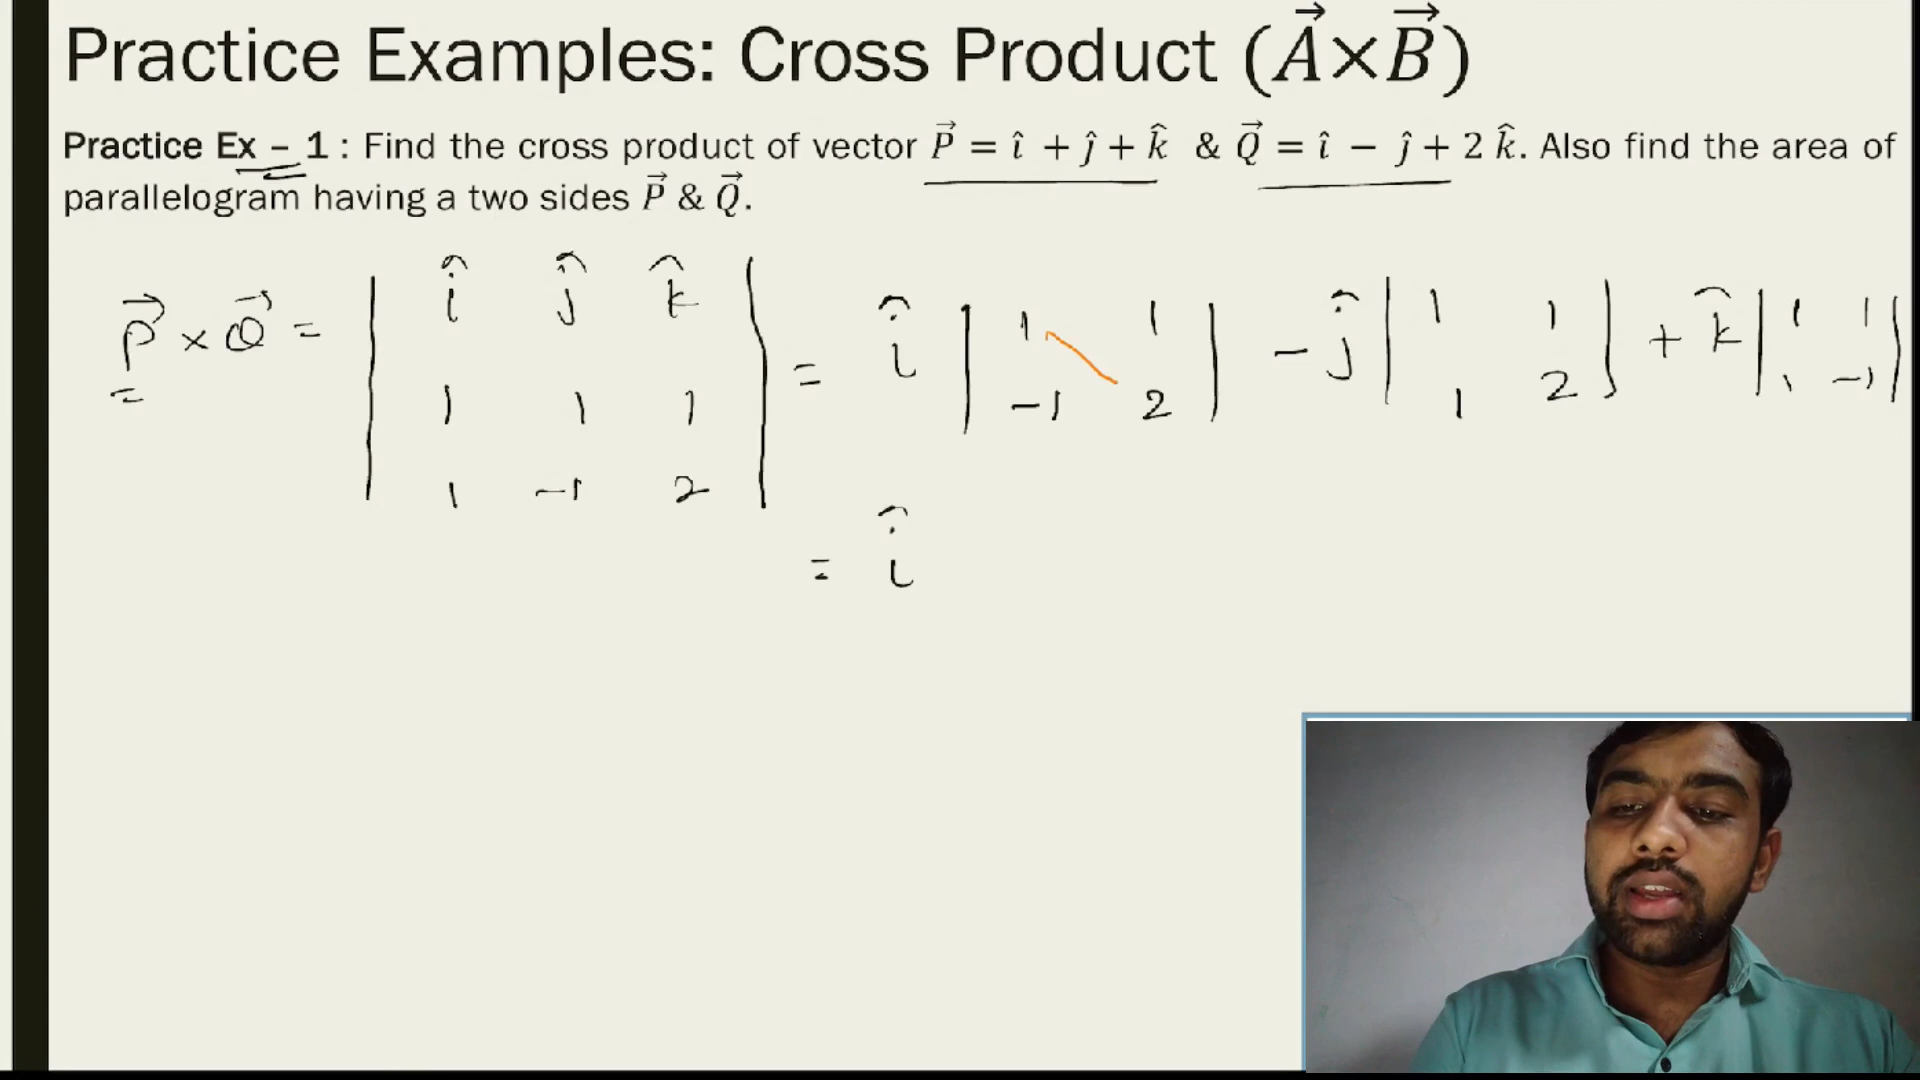 Practice Examples: Cross Product (A⃗×B⃗)
Practice Ex – 1 : Find the cross product of vector P⃗ = î + ĵ + k̂ & Q⃗ = î − ĵ + 2 k̂. Also find the area of
parallelogram having a two sides P⃗ & Q⃗.
P⃗ × Q⃗ = | î ĵ k̂ | = î | 1 1 | − ĵ | 1 1 | + k̂ | 1 1 |
| 1 1 1 | | −1 2 | | 1 2 | | 1 −1 |
| 1 −1 2 |
= î